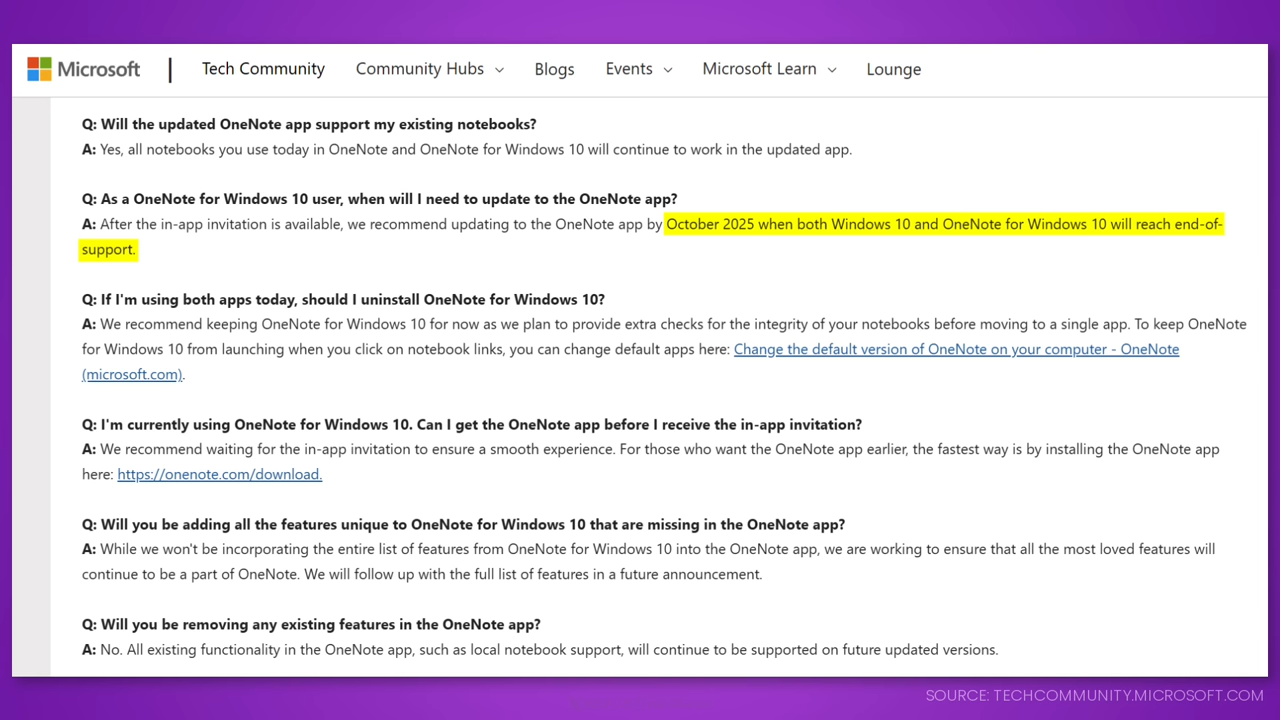 Microsoft | Tech Community Community Hubs Blogs Events Microsoft Learn Lounge
Q: Will the updated OneNote app support my existing notebooks?
A: Yes, all notebooks you use today in OneNote and OneNote for Windows 10 will continue to work in the updated app.
Q: As a OneNote for Windows 10 user, when will I need to update to the OneNote app?
A: After the in-app invitation is available, we recommend updating to the OneNote app by October 2025 when both Windows 10 and OneNote for Windows 10 will reach end-of-
support.
Q: If I'm using both apps today, should I uninstall OneNote for Windows 10?
A: We recommend keeping OneNote for Windows 10 for now as we plan to provide extra checks for the integrity of your notebooks before moving to a single app. To keep OneNote
for Windows 10 from launching when you click on notebook links, you can change default apps here: Change the default version of OneNote on your computer - OneNote
(microsoft.com).
Q: I'm currently using OneNote for Windows 10. Can I get the OneNote app before I receive the in-app invitation?
A: We recommend waiting for the in-app invitation to ensure a smooth experience. For those who want the OneNote app earlier, the fastest way is by installing the OneNote app
here: https://onenote.com/download.
Q: Will you be adding all the features unique to OneNote for Windows 10 that are missing in the OneNote app?
A: While we won't be incorporating the entire list of features from OneNote for Windows 10 into the OneNote app, we are working to ensure that all the most loved features will
continue to be a part of OneNote. We will follow up with the full list of features in a future announcement.
Q: Will you be removing any existing features in the OneNote app?
A: No. All existing functionality in the OneNote app, such as local notebook support, will continue to be supported on future updated versions.
SOURCE: TECHCOMMUNITY.MICROSOFT.COM